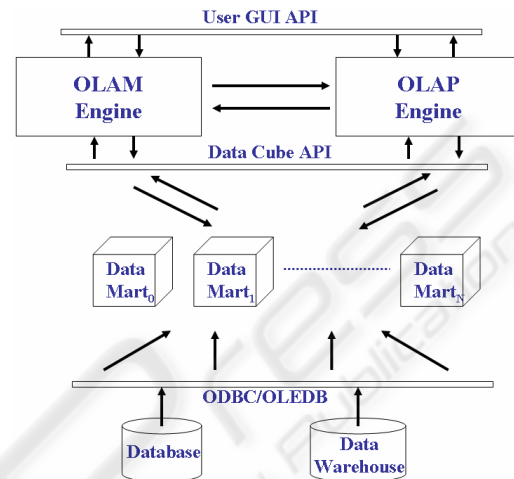 User GUI API
OLAM
Engine
OLAP
Engine
Data Cube API
Data
Mart0
Data
Mart1
Data
MartN
ODBC/OLEDB
Database
Data
Warehouse